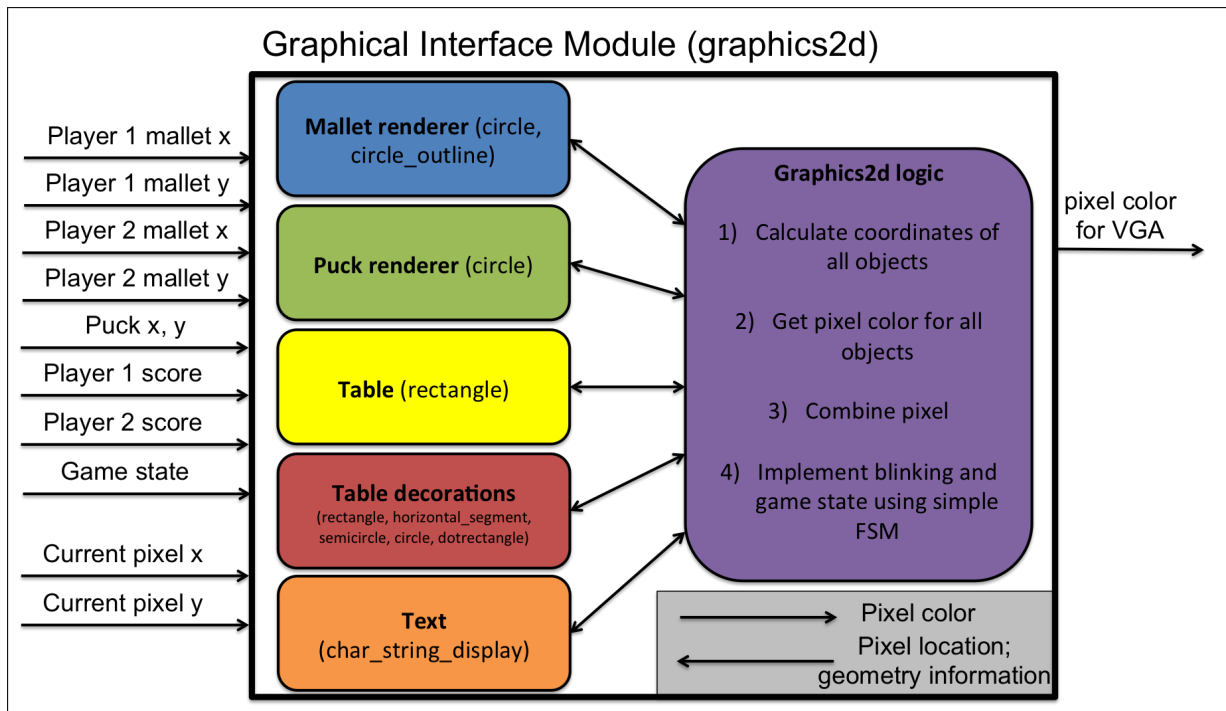 Graphical Interface Module (graphics2d)
Player 1 mallet x
Player 1 mallet y
Player 2 mallet x
Player 2 mallet y
Puck x, y
Player 1 score
Player 2 score
Game state
Current pixel x
Current pixel y
Mallet renderer (circle,
circle_outline)
Puck renderer (circle)
Table (rectangle)
Table decorations
(rectangle, horizontal_segment,
semicircle, circle, dotrectangle)
Text
(char_string_display)
Graphics2d logic
1) Calculate coordinates of
all objects
2) Get pixel color for all
objects
3) Combine pixel
4) Implement blinking and
game state using simple
FSM
pixel color
for VGA
Pixel color
Pixel location;
geometry information